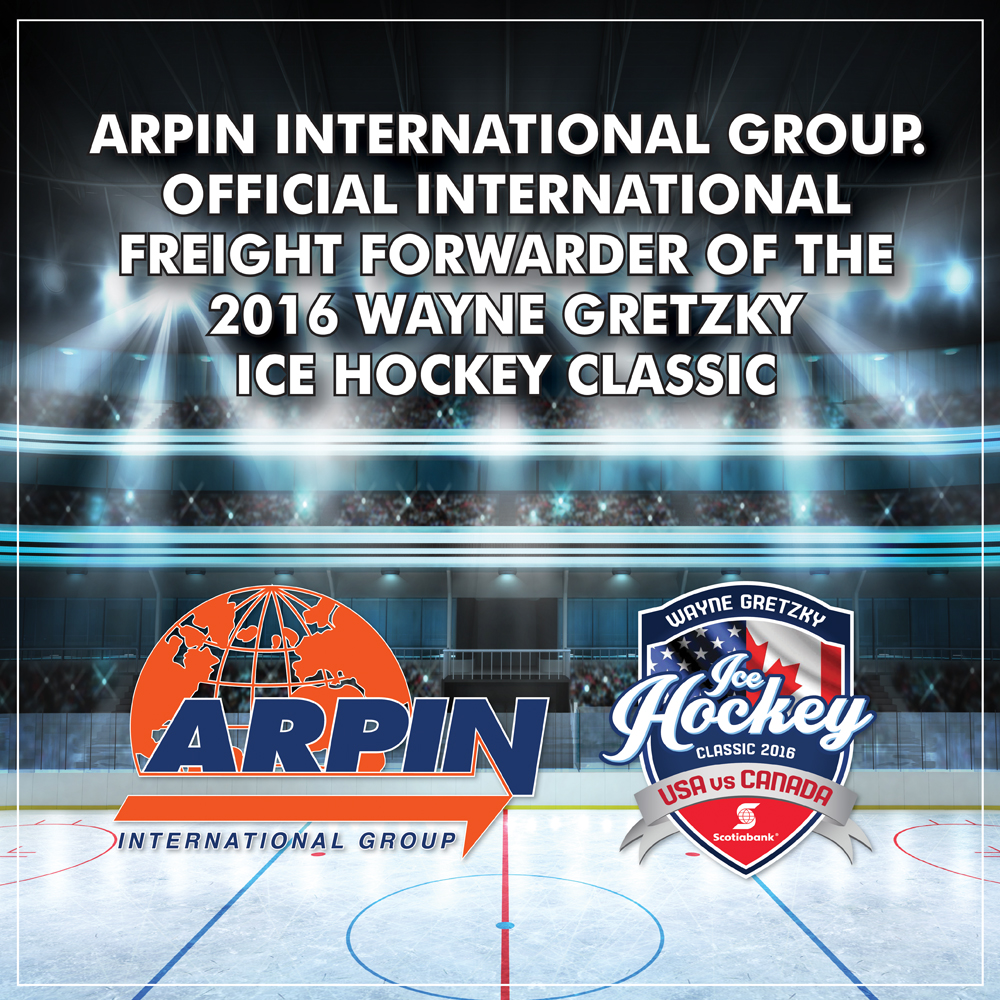 ARPIN INTERNATIONAL GROUP.
OFFICIAL INTERNATIONAL
FREIGHT FORWARDER OF THE
2016 WAYNE GRETZKY
ICE HOCKEY CLASSIC
ARPIN
INTERNATIONAL GROUP
WAYNE GRETZKY
Ice
Hockey
CLASSIC 2016
USA vs CANADA
Scotiabank®